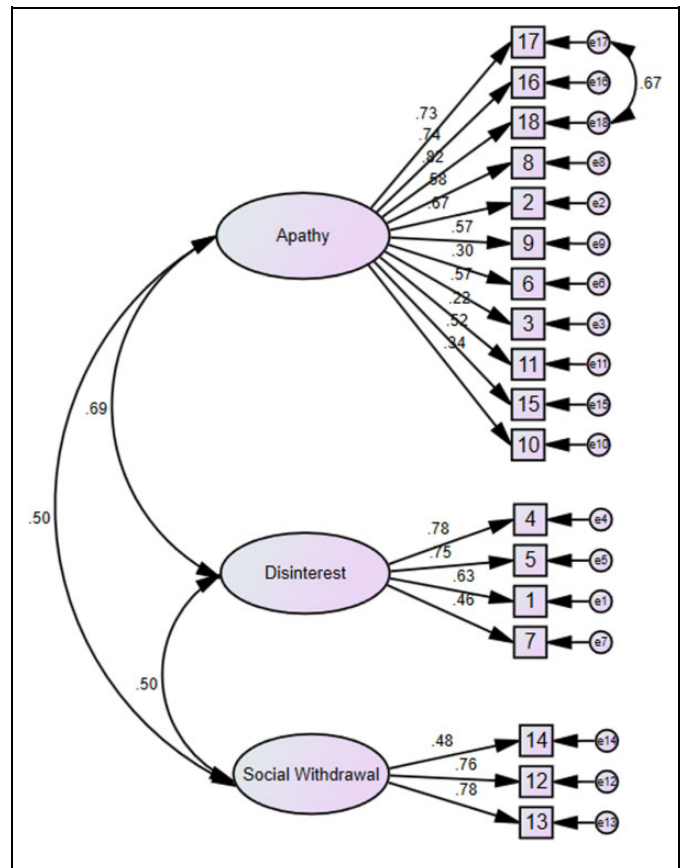 17 e17
.67
16 e16
.73
18 e18
.74
.82
8 e8
.58
2 e2
.67
Apathy
.57
9 e9
.30
6 e6
.57
3 e3
.22
.52
11 e11
.34
15 e15
.69
10 e10
.50
4 e4
.78
5 e5
.75
Disinterest
.63
1 e1
.46
7 e7
.50
14 e14
.48
.76
Social Withdrawal
12 e12
.78
13 e13